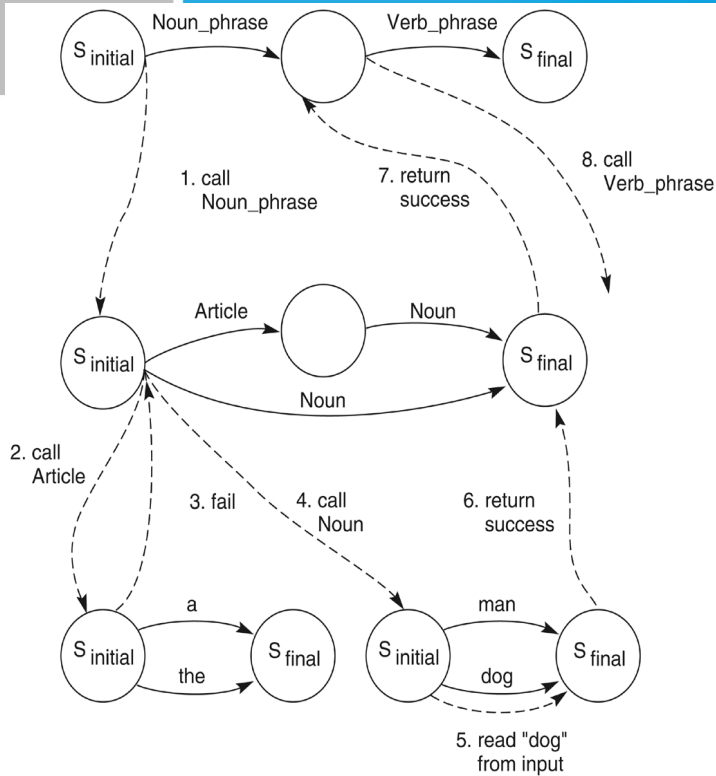 Noun_phrase
Verb_phrase
S initial
S final
1. call
Noun_phrase
7. return
success
8. call
Verb_phrase
Article
Noun
S initial
S final
Noun
2. call
Article
3. fail
4. call
Noun
6. return
success
a
man
S initial
S final
S initial
S final
the
dog
5. read "dog"
from input